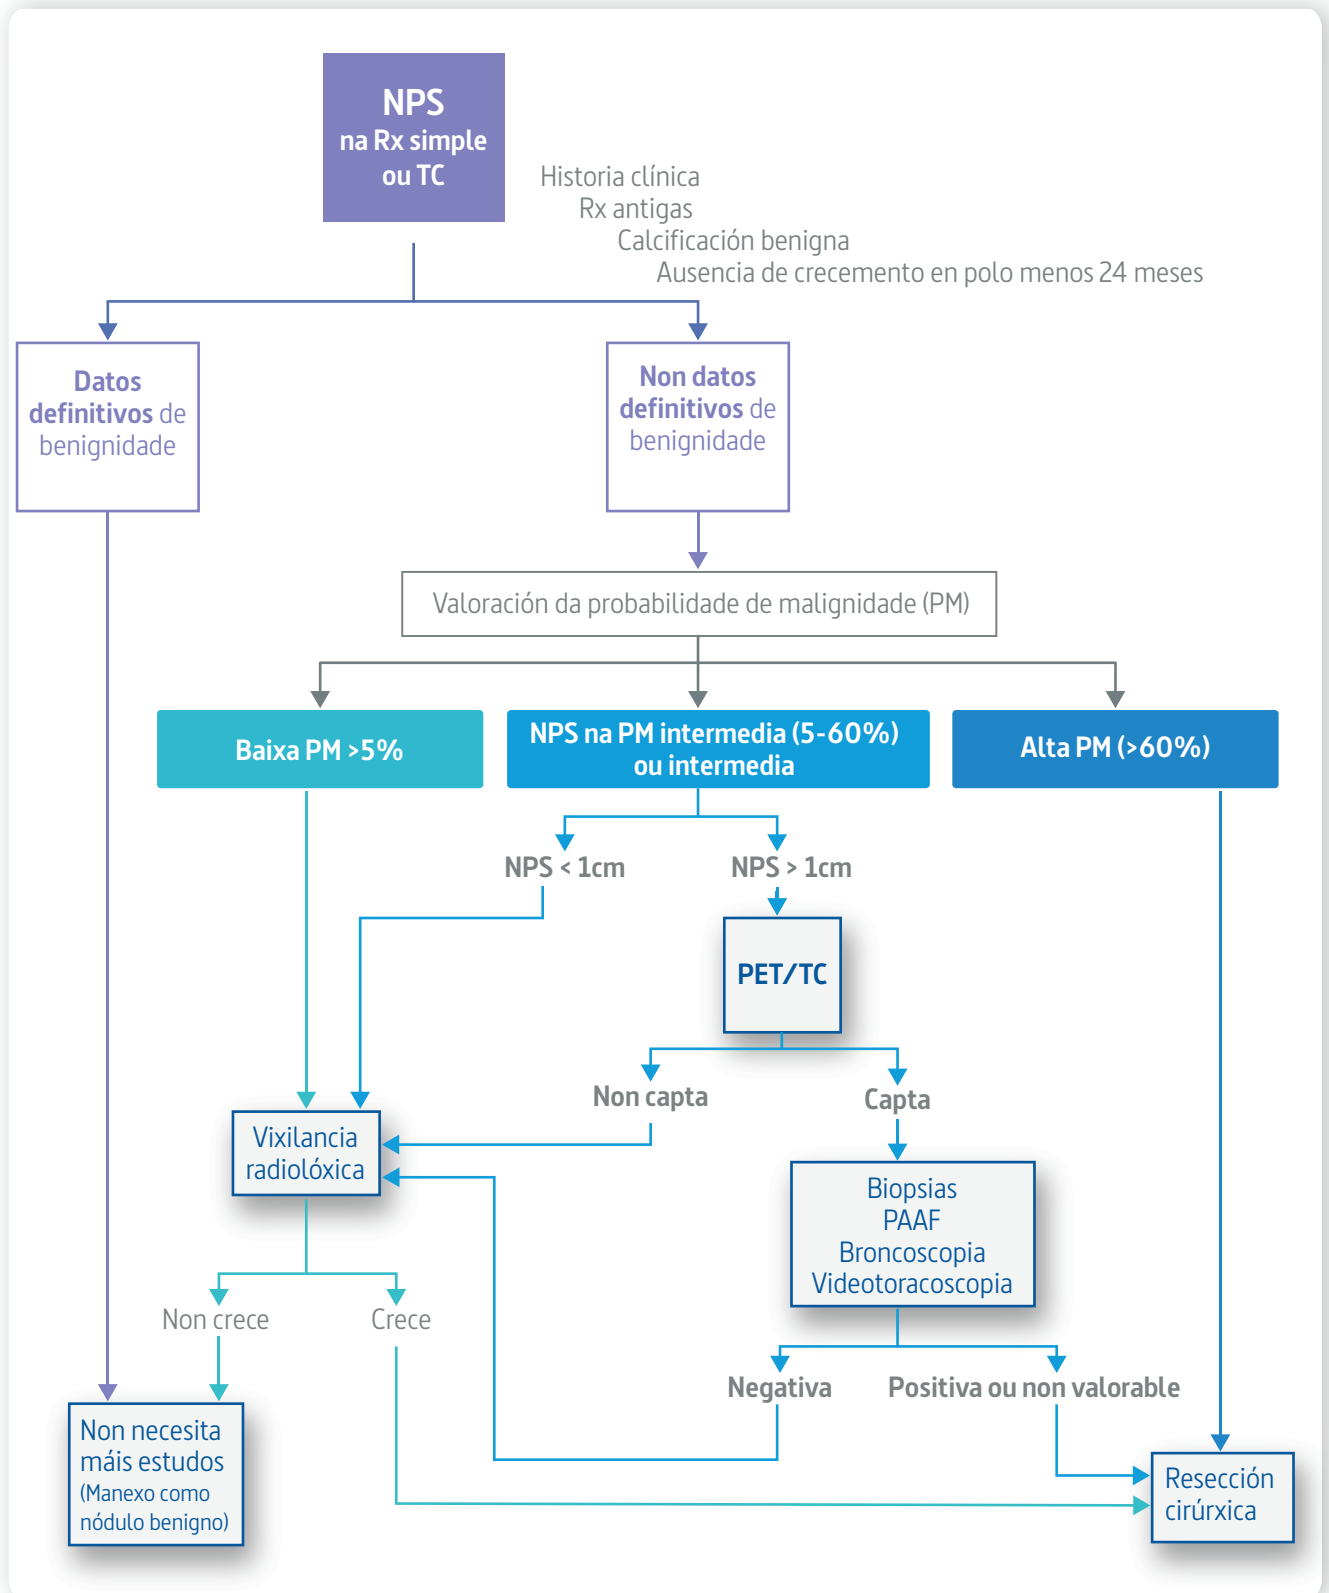 NPS
na Rx simple
ou TC
Historia clínica
Rx antigas
Calcificación benigna
Ausencia de crecemento en polo menos 24 meses
Datos
definitivos de
benignidade
Non datos
definitivos de
benignidade
Valoración da probabilidade de malignidade (PM)
Baixa PM >5%
NPS na PM intermedia (5-60%)
ou intermedia
Alta PM (>60%)
NPS < 1cm
NPS > 1cm
PET/TC
Non capta
Capta
Vixilancia
radiolóxica
Biopsias
PAAF
Broncoscopia
Videotoracoscopia
Non crece
Crece
Negativa
Positiva ou non valorable
Non necesita
máis estudos
(Manexo como
nódulo benigno)
Resección
cirúrxica